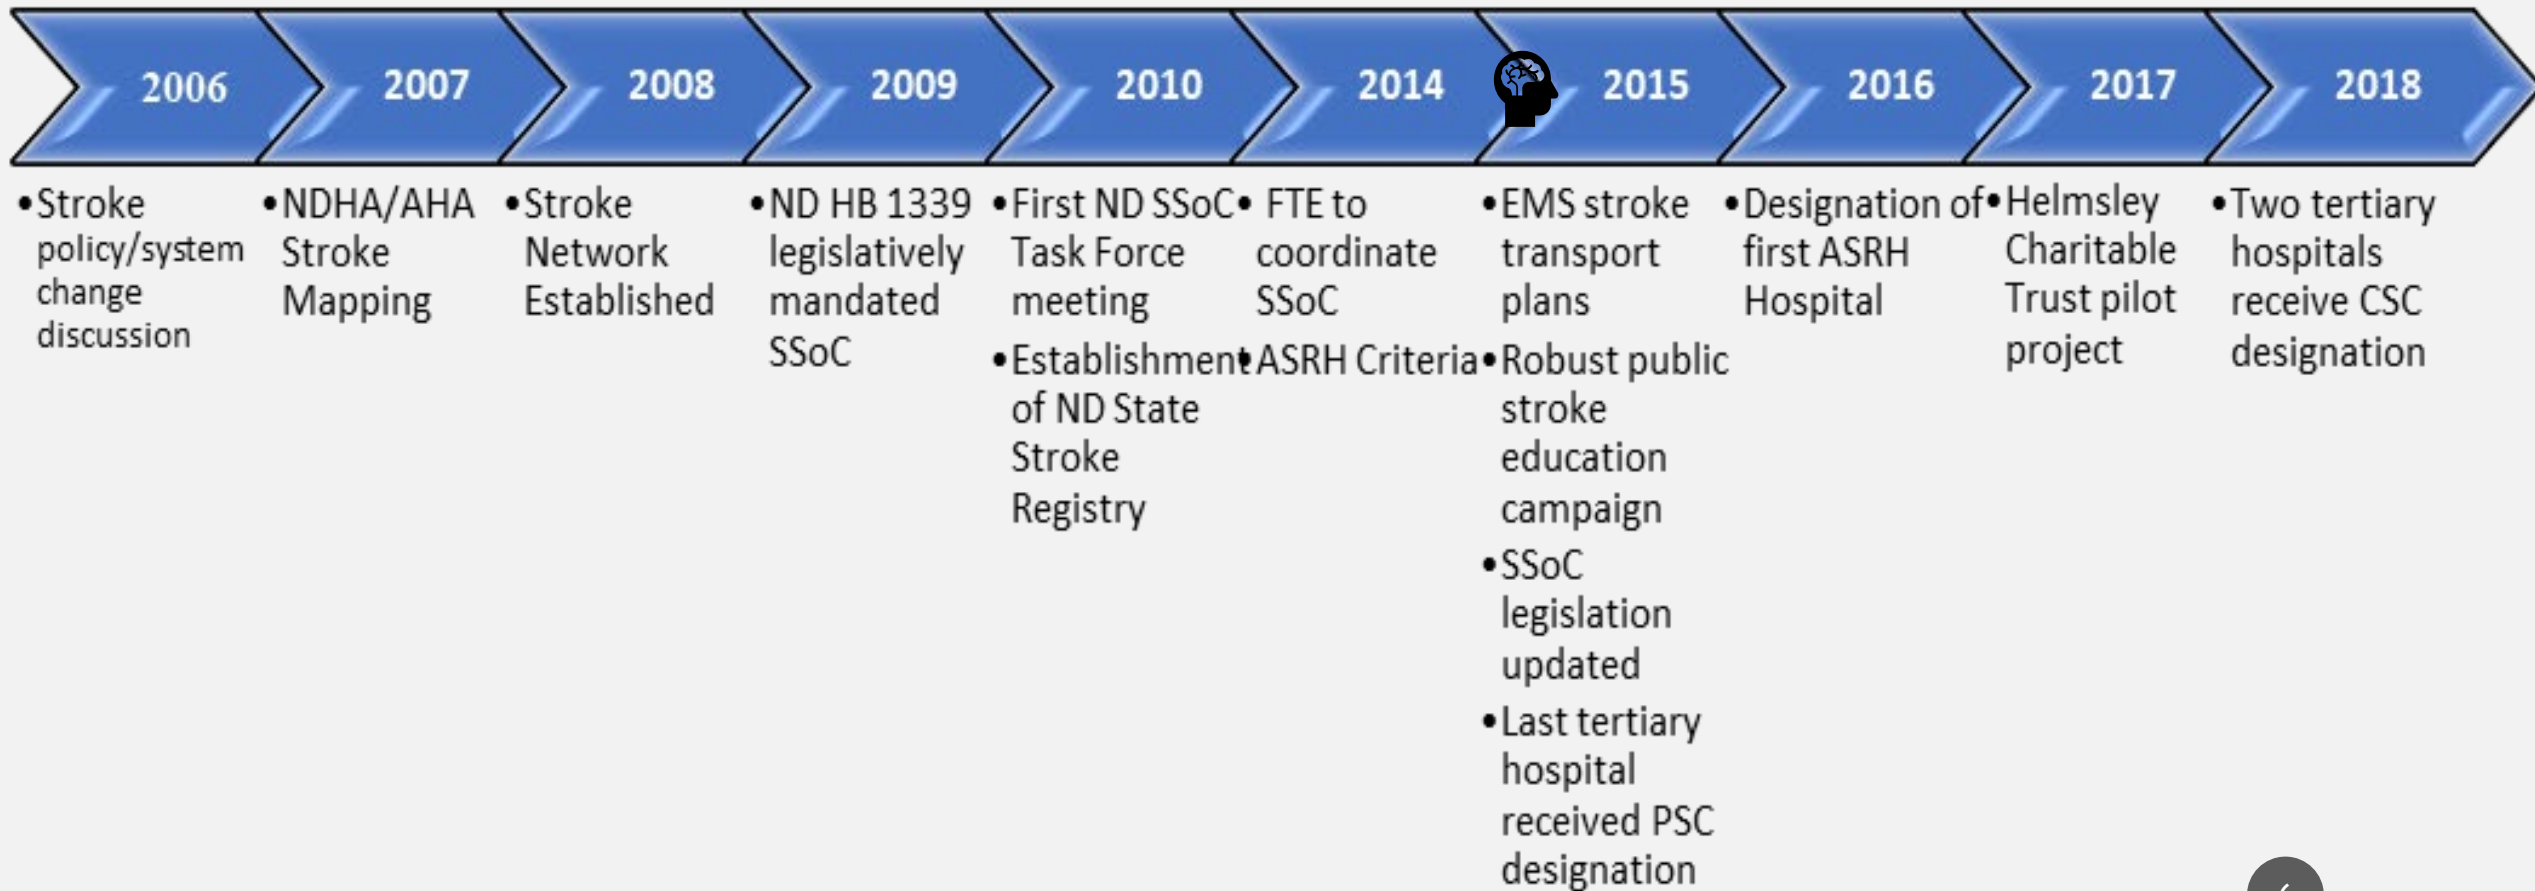 2006
2007
2008
2009
2010
2014
2015
2016
2017
2018
•Stroke
policy/system
change
discussion
•NDHA/AHA
Stroke
Mapping
•Stroke
Network
Established
•ND HB 1339
legislatively
mandated
SSoC
•First ND SSoC
Task Force
meeting
•Establishment
of ND State
Stroke
Registry
• FTE to
coordinate
SSoC
•ASRH Criteria
•EMS stroke
transport
plans
•Robust public
stroke
education
campaign
•SSoC
legislation
updated
•Last tertiary
hospital
received PSC
designation
•Designation of
first ASRH
Hospital
•Helmsley
Charitable
Trust pilot
project
•Two tertiary
hospitals
receive CSC
designation